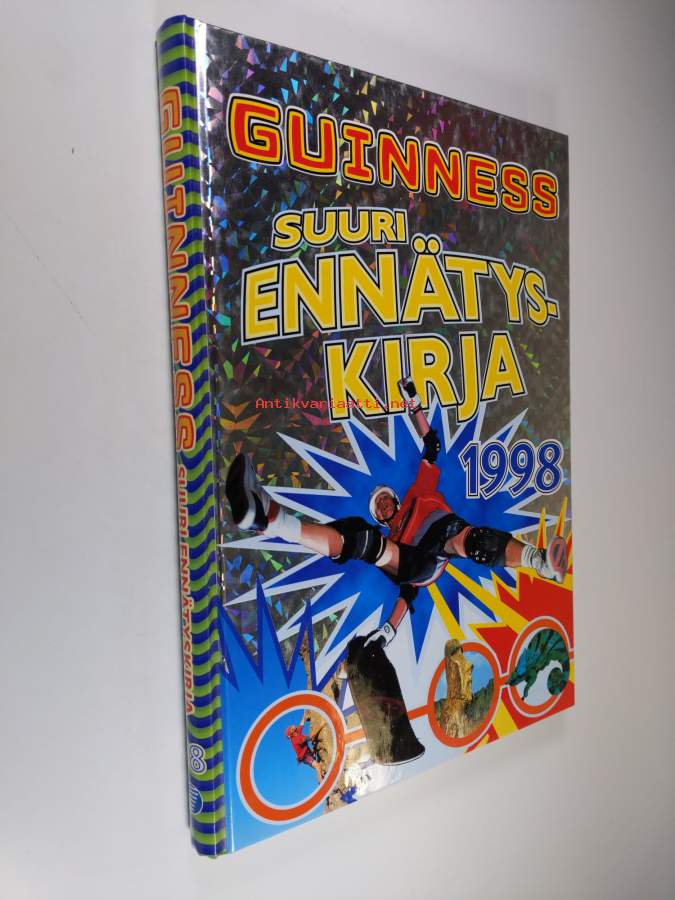 GUINNESS
SUURI
ENNÄTYS-
KIRJA
Antikvariaatti.net
1998
GUINNESS SUURI ENNÄTYSKIRJA 98